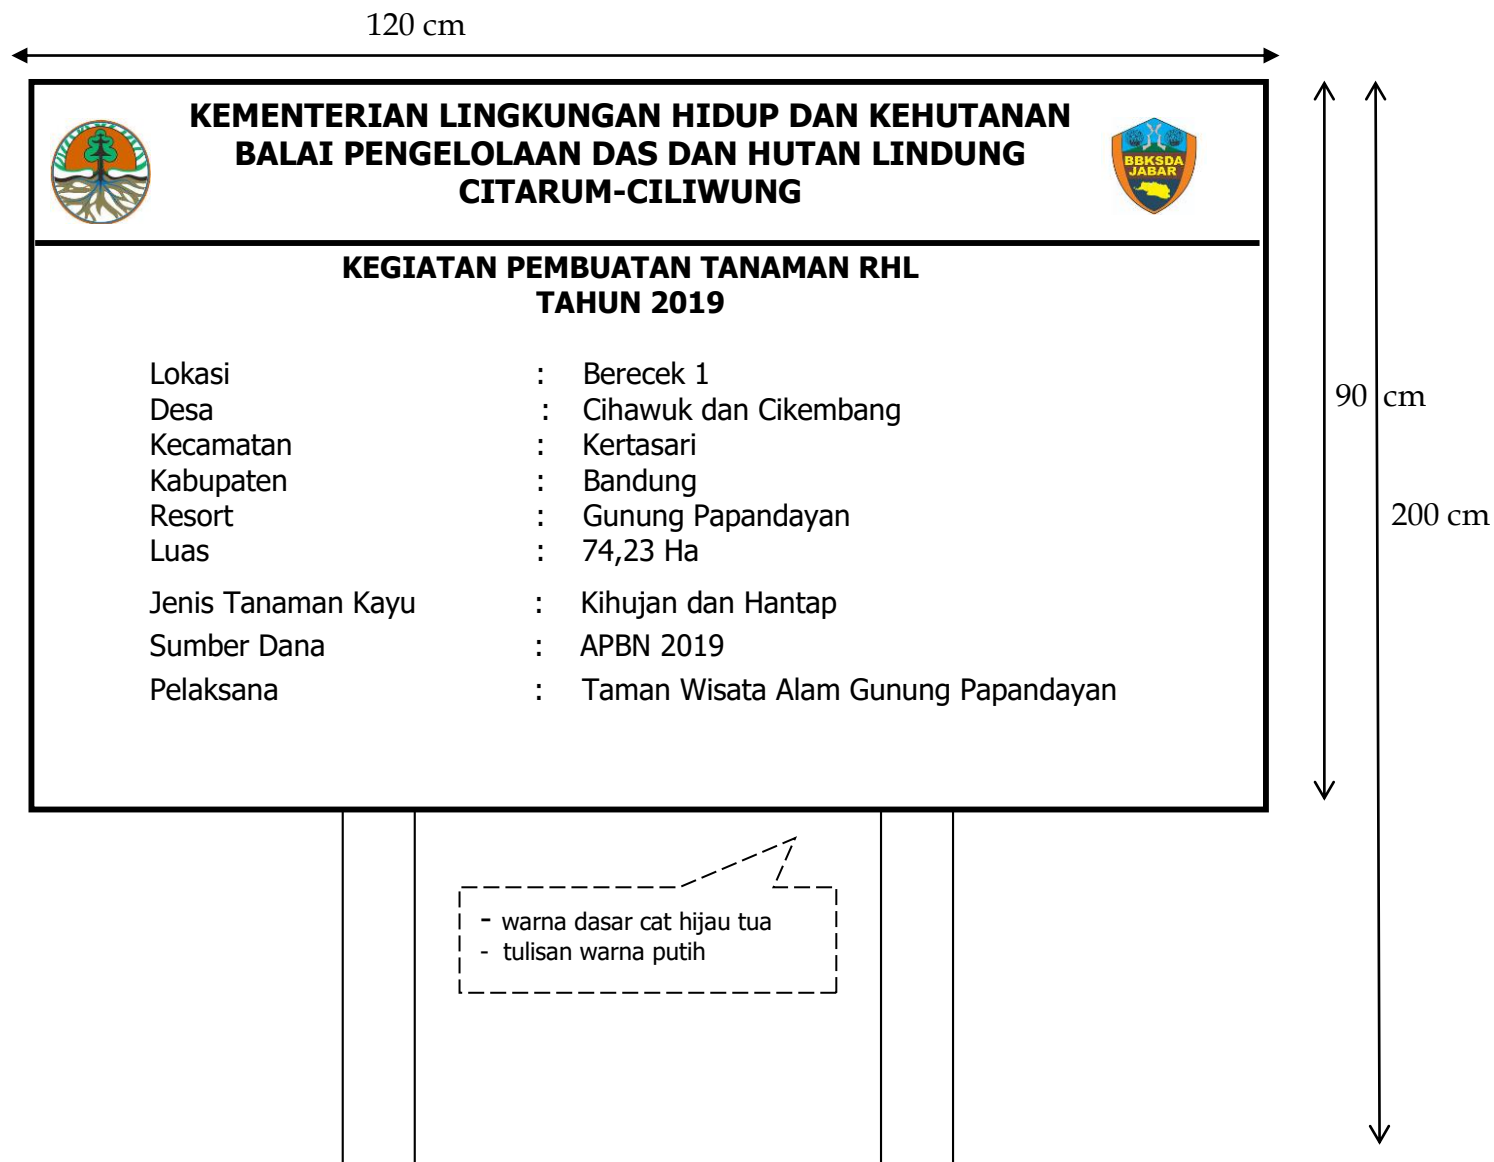 120 cm
KEMENTERIAN LINGKUNGAN HIDUP DAN KEHUTANAN
BALAI PENGELOLAAN DAS DAN HUTAN LINDUNG
CITARUM-CILIWUNG
BBKSDA
JABAR
KEGIATAN PEMBUATAN TANAMAN RHL
TAHUN 2019
Lokasi : Berecek 1
Desa : Cihawuk dan Cikembang
Kecamatan : Kertasari
Kabupaten : Bandung
Resort : Gunung Papandayan
Luas : 74,23 Ha
Jenis Tanaman Kayu : Kihujan dan Hantap
Sumber Dana : APBN 2019
Pelaksana : Taman Wisata Alam Gunung Papandayan
90 cm
200 cm
- warna dasar cat hijau tua
- tulisan warna putih